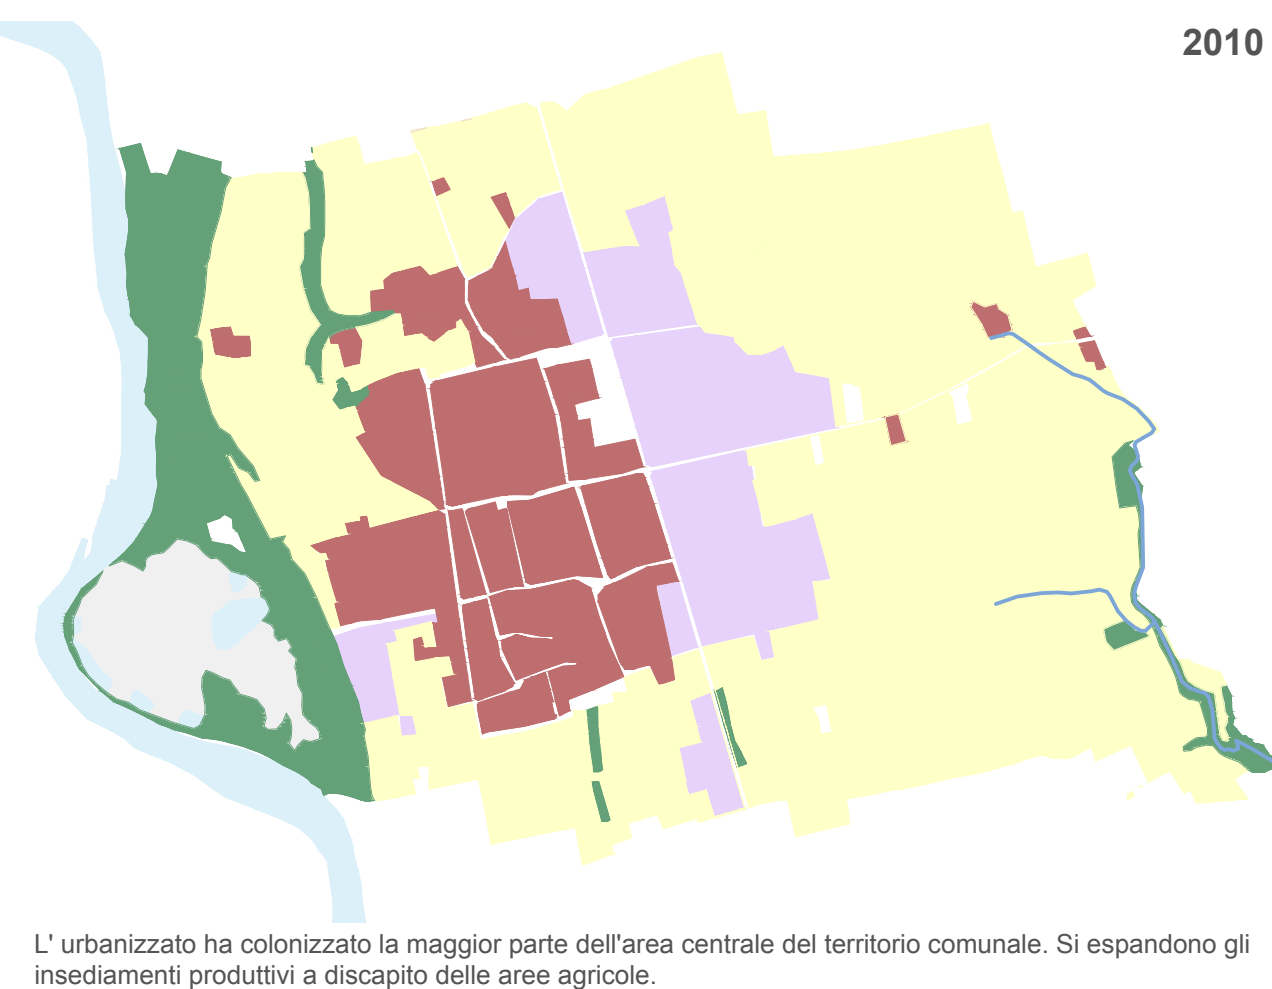 2010
L' urbanizzato ha colonizzato la maggior parte dell'area centrale del territorio comunale. Si espandono gli
insediamenti produttivi a discapito delle aree agricole.